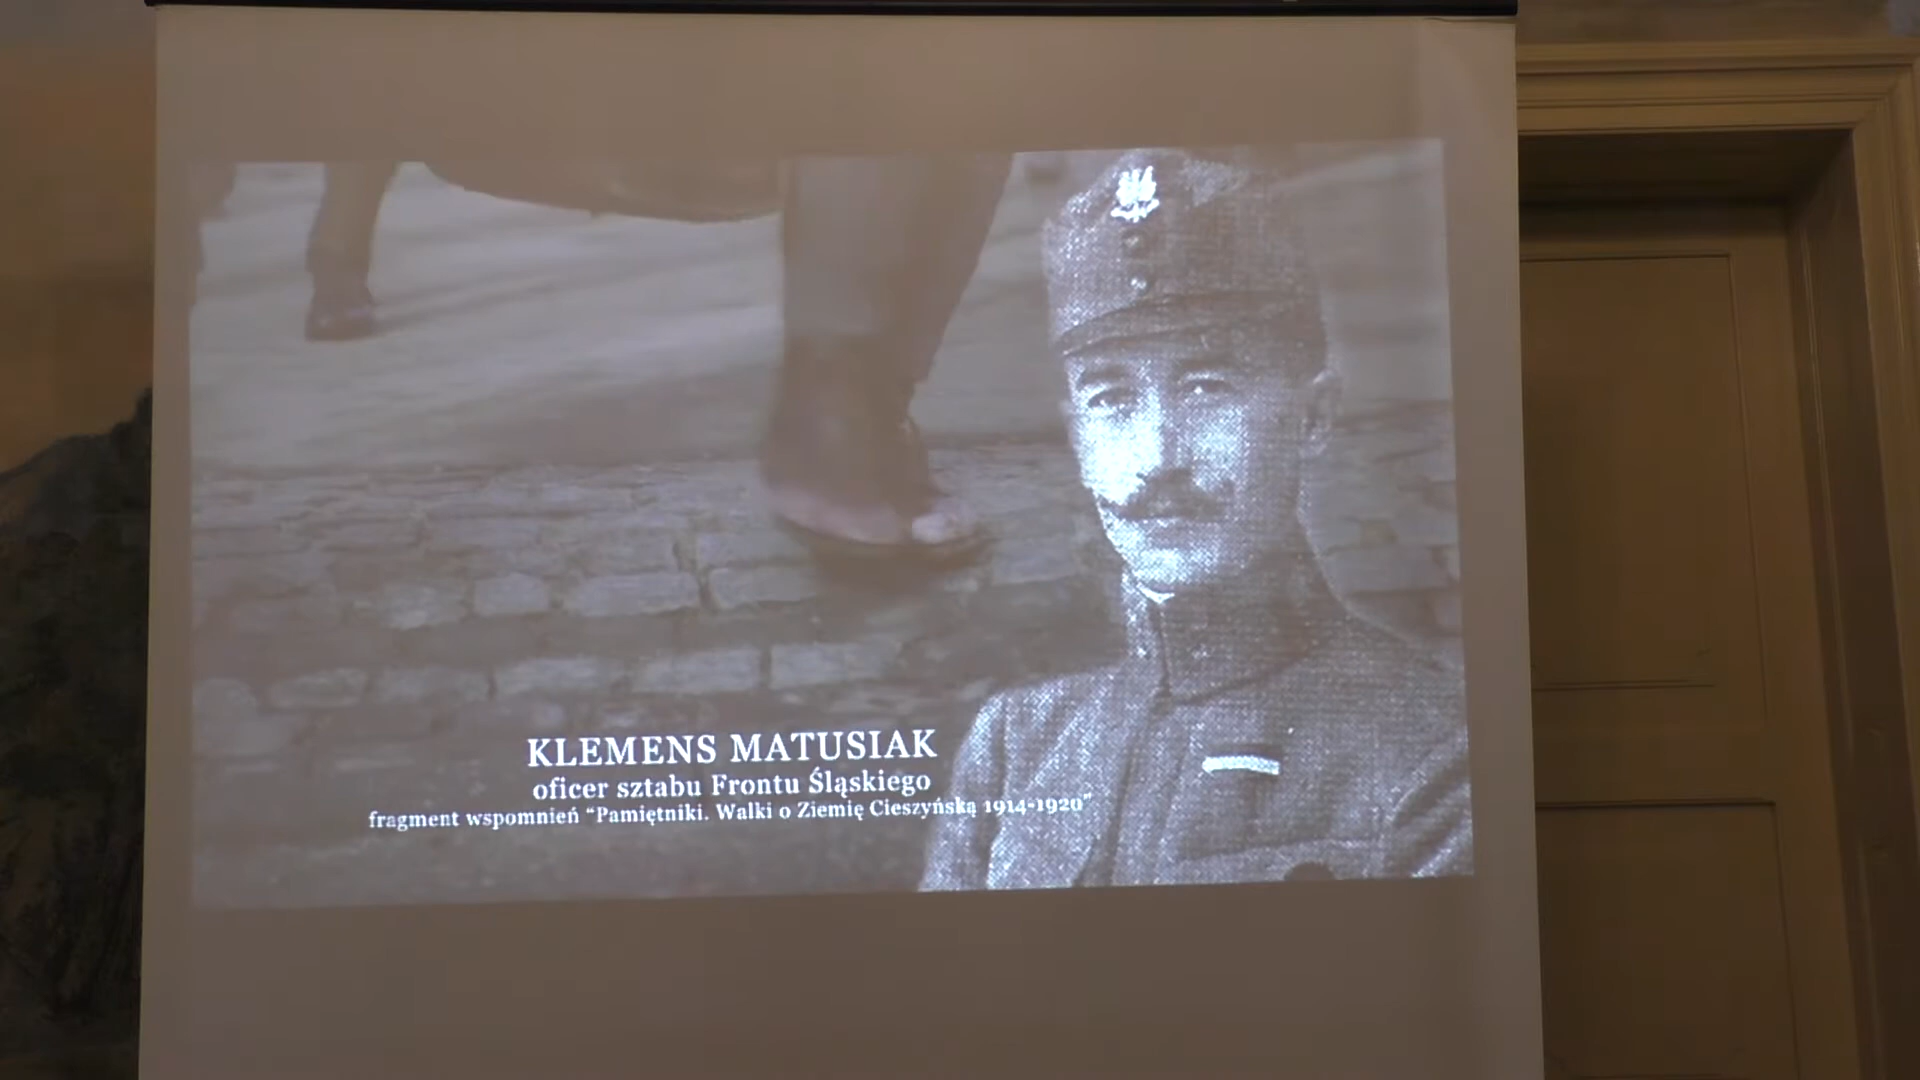 KLEMENS MATUSIAK
oficer sztabu Frontu Śląskiego
fragment wspomnień “Pamiętniki. Walki o Ziemię Cieszyńską 1914-1920”